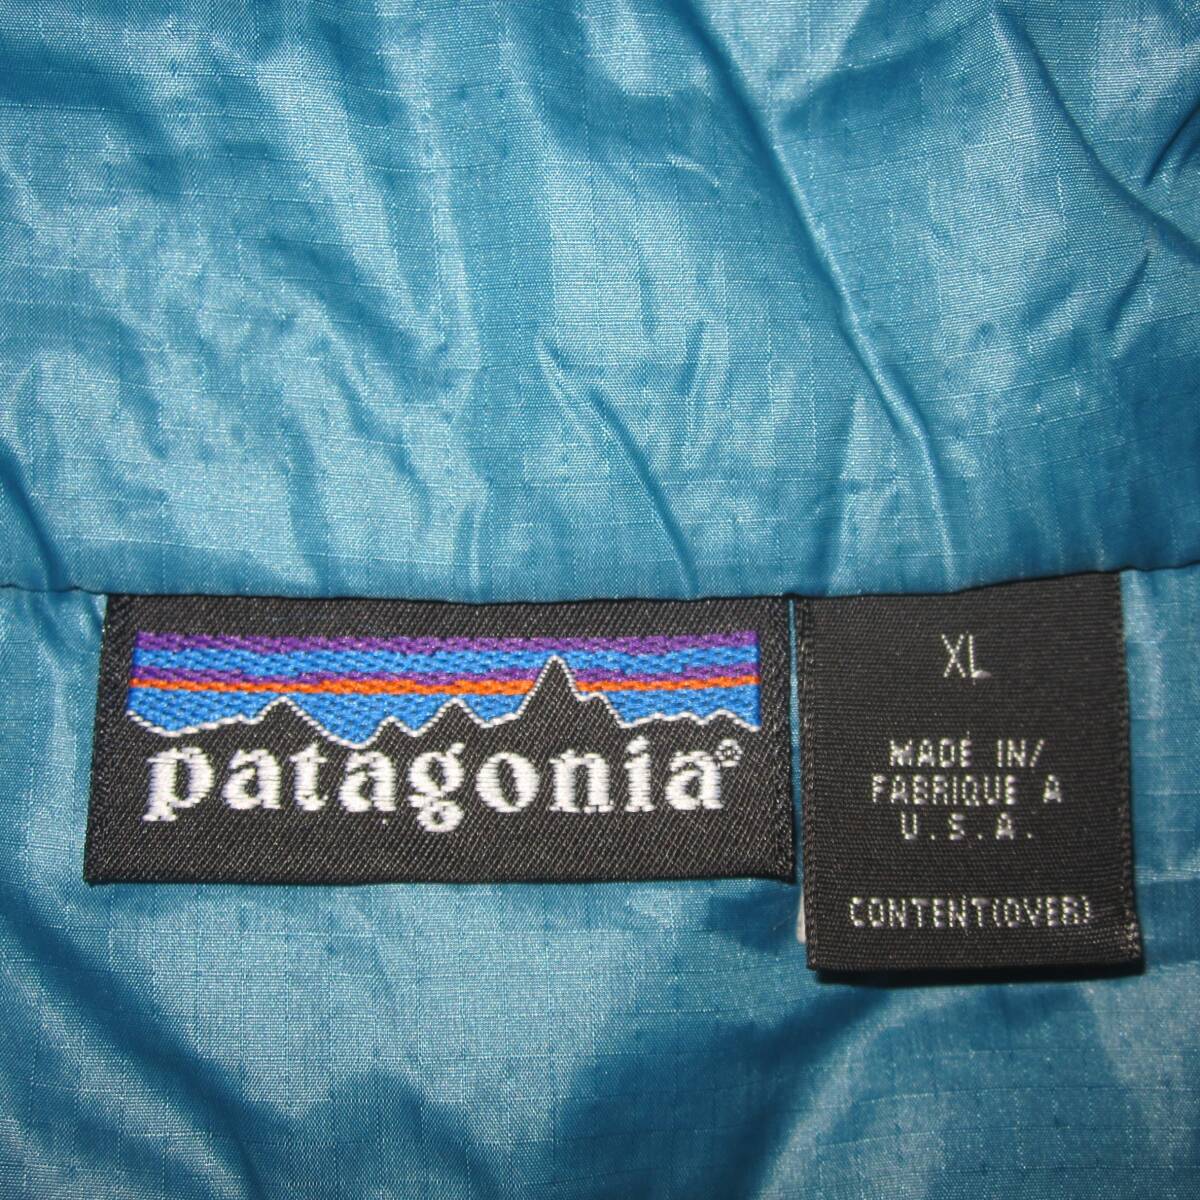 patagonia®
XL
MADE IN/
FABRIQUE A
U.S.A.
CONTENT(OVER)